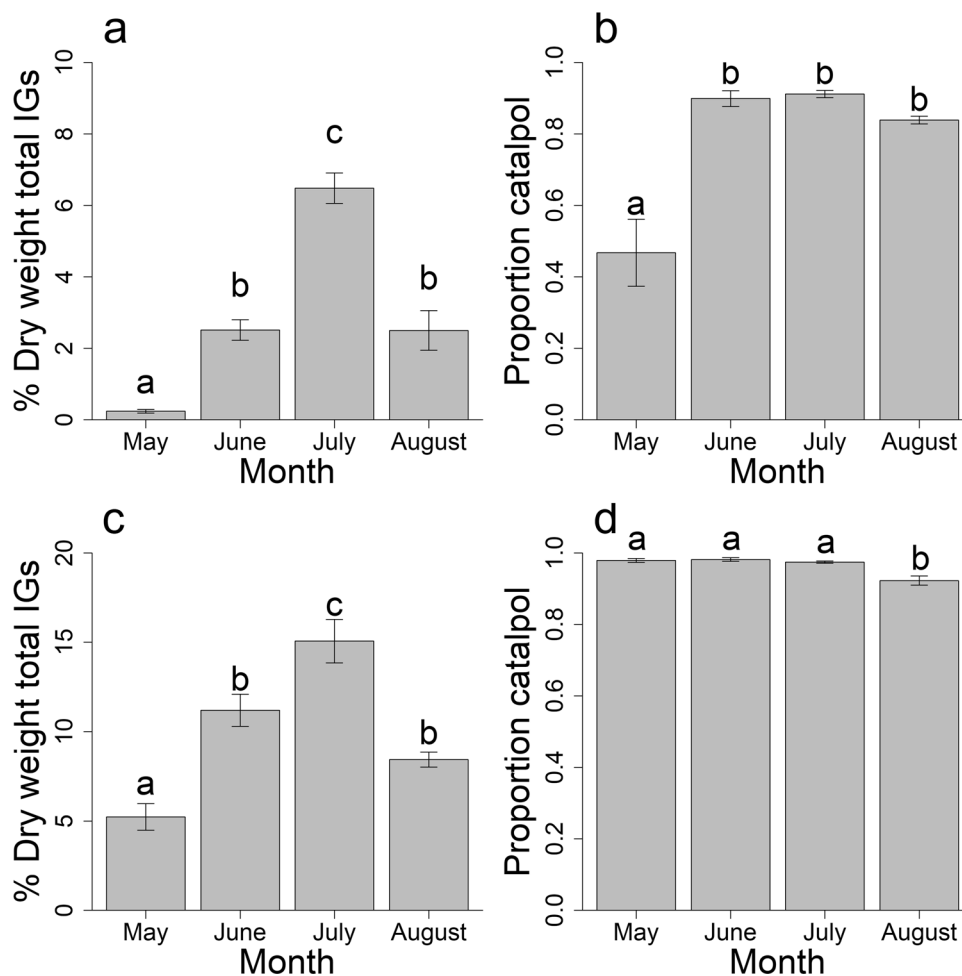 a
% Dry weight total IGs
10
8
6
4
2
0
a
b
c
b
May June July August
Month
b
Proportion catalpol
1.0
0.8
0.6
0.4
0.2
0.0
a
b
b
b
May June July August
Month
c
% Dry weight total IGs
20
15
10
5
0
a
b
c
b
May June July August
Month
d
Proportion catalpol
1.0
0.8
0.6
0.4
0.2
0.0
a
a
a
b
May June July August
Month